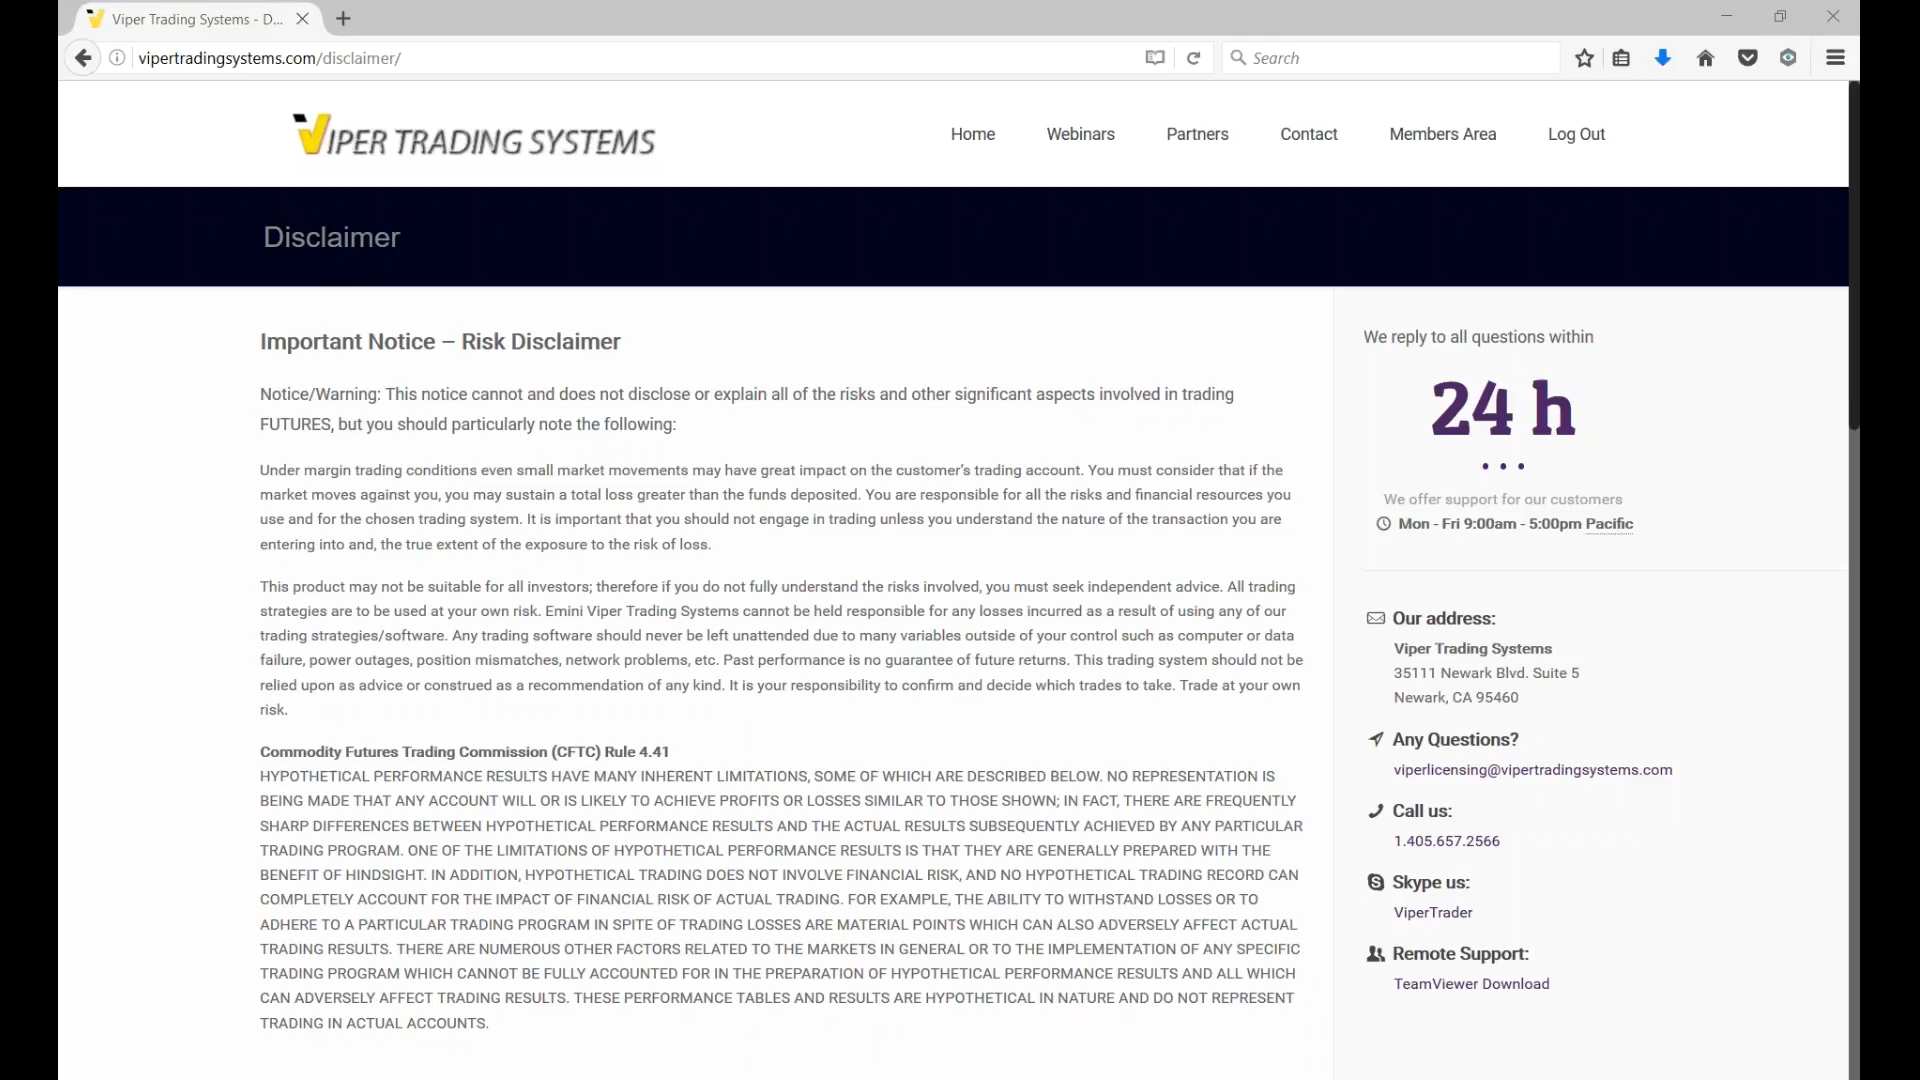 Viper Trading Systems - D...
vipertradingsystems.com/disclaimer/
Search
VIPER TRADING SYSTEMS
Home
Webinars
Partners
Contact
Members Area
Log Out
Disclaimer
Important Notice – Risk Disclaimer
Notice/Warning: This notice cannot and does not disclose or explain all of the risks and other significant aspects involved in trading
FUTURES, but you should particularly note the following:
Under margin trading conditions even small market movements may have great impact on the customer's trading account. You must consider that if the
market moves against you, you may sustain a total loss greater than the funds deposited. You are responsible for all the risks and financial resources you
use and for the chosen trading system. It is important that you should not engage in trading unless you understand the nature of the transaction you are
entering into and, the true extent of the exposure to the risk of loss.
This product may not be suitable for all investors; therefore if you do not fully understand the risks involved, you must seek independent advice. All trading
strategies are to be used at your own risk. Emini Viper Trading Systems cannot be held responsible for any losses incurred as a result of using any of our
trading strategies/software. Any trading software should never be left unattended due to many variables outside of your control such as computer or data
failure, power outages, position mismatches, network problems, etc. Past performance is no guarantee of future returns. This trading system should not be
relied upon as advice or construed as a recommendation of any kind. It is your responsibility to confirm and decide which trades to take. Trade at your own
risk.
Commodity Futures Trading Commission (CFTC) Rule 4.41
HYPOTHETICAL PERFORMANCE RESULTS HAVE MANY INHERENT LIMITATIONS, SOME OF WHICH ARE DESCRIBED BELOW. NO REPRESENTATION IS
BEING MADE THAT ANY ACCOUNT WILL OR IS LIKELY TO ACHIEVE PROFITS OR LOSSES SIMILAR TO THOSE SHOWN; IN FACT, THERE ARE FREQUENTLY
SHARP DIFFERENCES BETWEEN HYPOTHETICAL PERFORMANCE RESULTS AND THE ACTUAL RESULTS SUBSEQUENTLY ACHIEVED BY ANY PARTICULAR
TRADING PROGRAM. ONE OF THE LIMITATIONS OF HYPOTHETICAL PERFORMANCE RESULTS IS THAT THEY ARE GENERALLY PREPARED WITH THE
BENEFIT OF HINDSIGHT. IN ADDITION, HYPOTHETICAL TRADING DOES NOT INVOLVE FINANCIAL RISK, AND NO HYPOTHETICAL TRADING RECORD CAN
COMPLETELY ACCOUNT FOR THE IMPACT OF FINANCIAL RISK OF ACTUAL TRADING. FOR EXAMPLE, THE ABILITY TO WITHSTAND LOSSES OR TO
ADHERE TO A PARTICULAR TRADING PROGRAM IN SPITE OF TRADING LOSSES ARE MATERIAL POINTS WHICH CAN ALSO ADVERSELY AFFECT ACTUAL
TRADING RESULTS. THERE ARE NUMEROUS OTHER FACTORS RELATED TO THE MARKETS IN GENERAL OR TO THE IMPLEMENTATION OF ANY SPECIFIC
TRADING PROGRAM WHICH CANNOT BE FULLY ACCOUNTED FOR IN THE PREPARATION OF HYPOTHETICAL PERFORMANCE RESULTS AND ALL WHICH
CAN ADVERSELY AFFECT TRADING RESULTS. THESE PERFORMANCE TABLES AND RESULTS ARE HYPOTHETICAL IN NATURE AND DO NOT REPRESENT
TRADING IN ACTUAL ACCOUNTS.
We reply to all questions within
24 h
We offer support for our customers
Mon - Fri 9:00am - 5:00pm Pacific
Our address:
Viper Trading Systems
35111 Newark Blvd. Suite 5
Newark, CA 95460
Any Questions?
viperlicensing@vipertradingsystems.com
Call us:
1.405.657.2566
Skype us:
ViperTrader
Remote Support:
TeamViewer Download